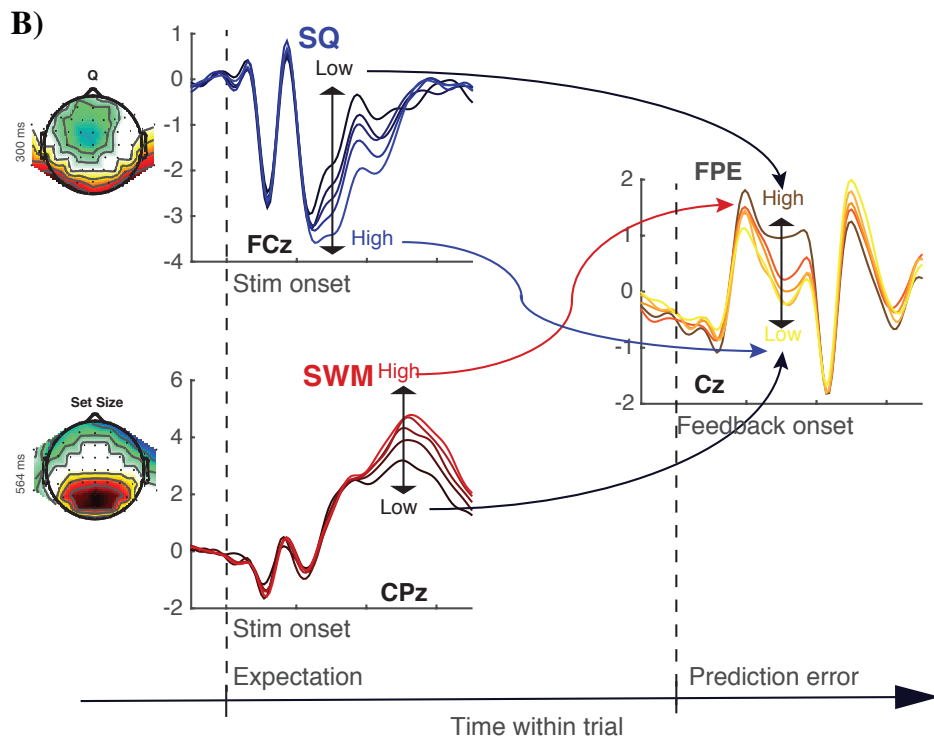 B)
Q
300 ms
1
0
-1
-2
-3
-4
SQ
Low
High
FCz
Stim onset
Set Size
564 ms
6
4
2
0
-2
SWM High
Low
CPz
Stim onset
2
1
0
-1
-2
FPE
High
Low
Cz
Feedback onset
Expectation
Prediction error
Time within trial